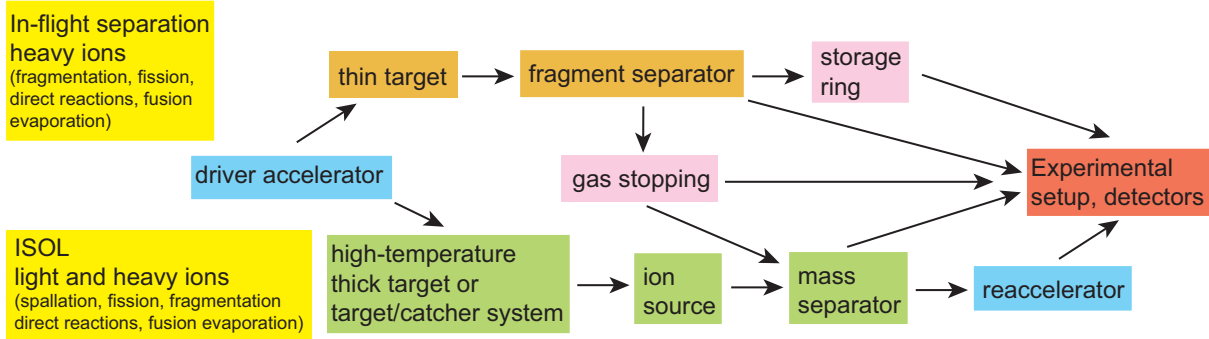 In-flight separation
heavy ions
(fragmentation, fission,
direct reactions, fusion
evaporation)
thin target
fragment separator
storage
ring
driver accelerator
gas stopping
Experimental
setup, detectors
ISOL
light and heavy ions
(spallation, fission, fragmentation
direct reactions, fusion evaporation)
high-temperature
thick target or
target/catcher system
ion
source
mass
separator
reaccelerator